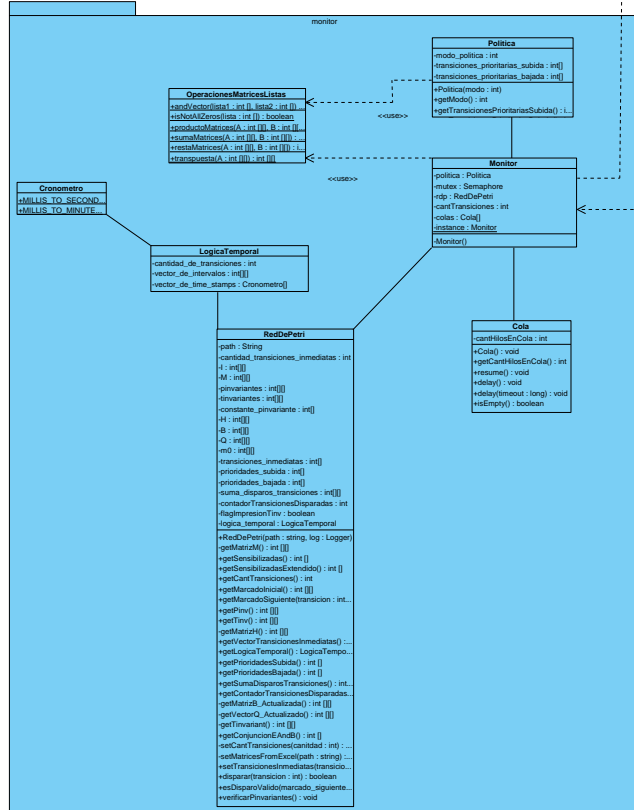 monitor
Politica
-modo_politica : int
-transiciones_prioritarias_subida : int[]
-transiciones_prioritarias_bajada : int[]
+Politica(modo : int)
+getModo() : int
+getTransicionesPrioritariasSubida() : i...
OperacionesMatricesListas
+andVector(lista1 : int [], lista2 : int []) ...
+isNotAllZeros(lista : int []) : boolean
+productoMatrices(A : int [][], B : int [][...
+sumaMatrices(A : int [][], B : int [][]) : ...
+restaMatrices(A : int [][], B : int [][]) : i...
+transpuesta(A : int [][]) : int [][]
<<use>>
<<use>>
Monitor
-politica : Politica
-mutex : Semaphore
-rdp : RedDePetri
-cantTransiciones : int
-colas : Cola[]
-instance : Monitor
-Monitor()
Cronometro
+MILLIS_TO_SECOND...
+MILLIS_TO_MINUTE...
LogicaTemporal
-cantidad_de_transiciones : int
-vector_de_intervalos : int[][]
-vector_de_time_stamps : Cronometro[]
Cola
-cantHilosEnCola : int
+Cola() : void
+getCantHilosEnCola() : int
+resume() : void
+delay() : void
+delay(timeout : long) : void
+isEmpty() : boolean
RedDePetri
-path : String
-cantidad_transiciones_inmediatas : int
-I : int[][]
-M : int[][]
-pinvariantes : int[][]
-tinvariantes : int[][]
-constante_pinvariante : int[]
-H : int[][]
-B : int[][]
-Q : int[][]
-m0 : int[][]
-transiciones_inmediatas : int[]
-prioridades_subida : int[]
-prioridades_bajada : int[]
-suma_disparos_transiciones : int[][]
-contadorTransicionesDisparadas : int
-flagImpresionTinv : boolean
-logica_temporal : LogicaTemporal
+RedDePetri(path : string, log : Logger)
-getMatrizM() : int [][]
+getSensibilizadas() : int []
+getSensibilizadasExtendido() : int []
+getCantTransiciones() : int
+getMarcadoInicial() : int [][]
+getMarcadoSiguiente(transicion : int...
+getPinv() : int [][]
+getTinv() : int [][]
-getMatrizH() : int [][]
+getVectorTransicionesInmediatas() :...
+getLogicaTemporal() : LogicaTempo...
+getPrioridadesSubida() : int []
+getPrioridadesBajada() : int []
+getSumaDisparosTransiciones() : int...
+getContadorTransicionesDisparadas...
-getMatrizB_Actualizada() : int [][]
-getVectorQ_Actualizado() : int [][]
-getTinvariant() : int [][]
+getConjuncionEAndB() : int []
-setCantTransiciones(canitdad : int) : ...
-setMatricesFromExcel(path : string) :...
+setTransicionesInmediatas(transicio...
+disparar(transicion : int) : boolean
+esDisparoValido(marcado_siguiente...
+verificarPinvariantes() : void